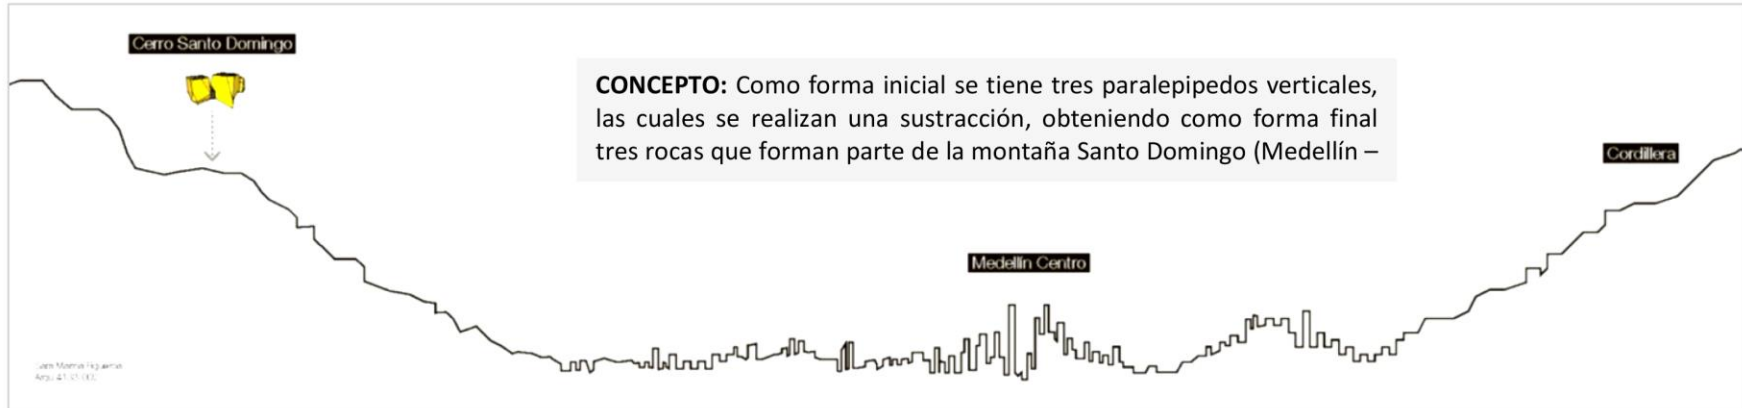 Cerro Santo Domingo
CONCEPTO: Como forma inicial se tiene tres paralepipedos verticales,
las cuales se realizan una sustracción, obteniendo como forma final
tres rocas que forman parte de la montaña Santo Domingo (Medellín –
Cordillera
Medellín Centro